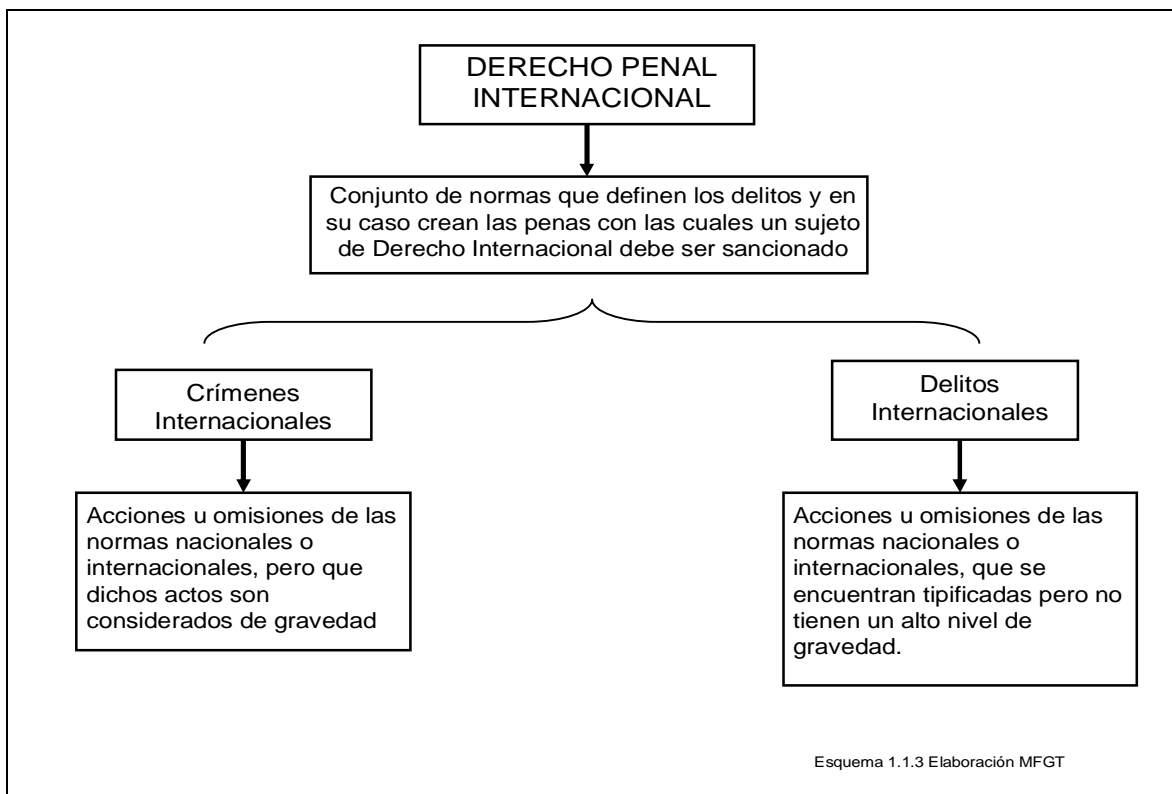 DERECHO PENAL
INTERNACIONAL
Conjunto de normas que definen los delitos y en
su caso crean las penas con las cuales un sujeto
de Derecho Internacional debe ser sancionado
Crímenes
Internacionales
Delitos
Internacionales
Acciones u omisiones de las
normas nacionales o
internacionales, pero que
dichos actos son
considerados de gravedad
Acciones u omisiones de las
normas nacionales o
internacionales, que se
encuentran tipificadas pero no
tienen un alto nivel de
gravedad.
Esquema 1.1.3 Elaboración MFGT